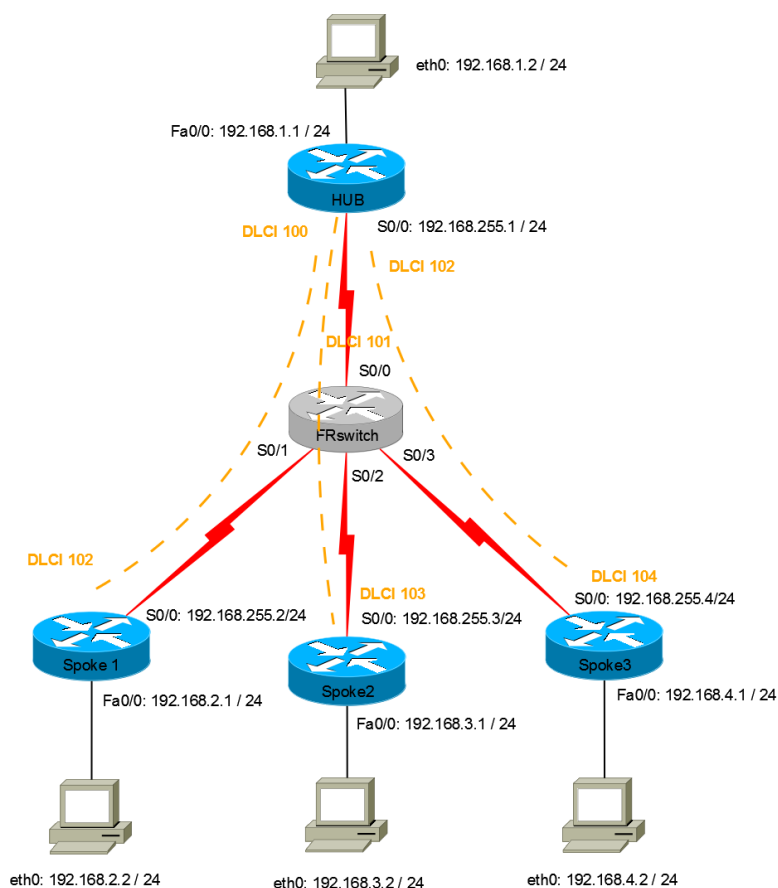 eth0: 192.168.1.2 / 24
Fa0/0: 192.168.1.1 / 24
HUB
DLCI 100
S0/0: 192.168.255.1 / 24
DLCI 102
DLCI 101
S0/0
FRswitch
S0/1
S0/2
S0/3
DLCI 102
DLCI 103
DLCI 104
S0/0: 192.168.255.2/24
S0/0: 192.168.255.3/24
S0/0: 192.168.255.4/24
Spoke 1
Spoke2
Spoke3
Fa0/0: 192.168.2.1 / 24
Fa0/0: 192.168.3.1 / 24
Fa0/0: 192.168.4.1 / 24
eth0: 192.168.2.2 / 24
eth0: 192.168.3.2 / 24
eth0: 192.168.4.2 / 24